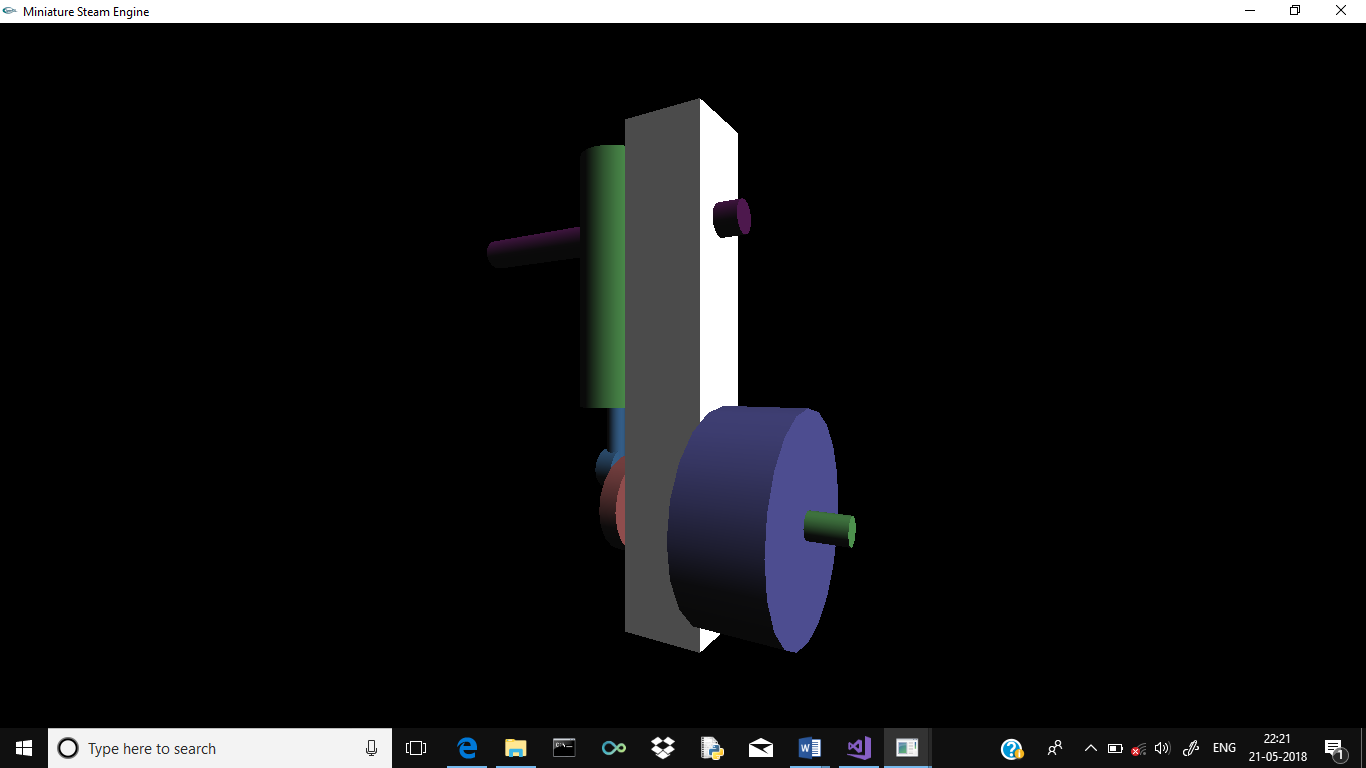 Miniature Steam Engine
Type here to search
ENG
22:21
21-05-2018
1